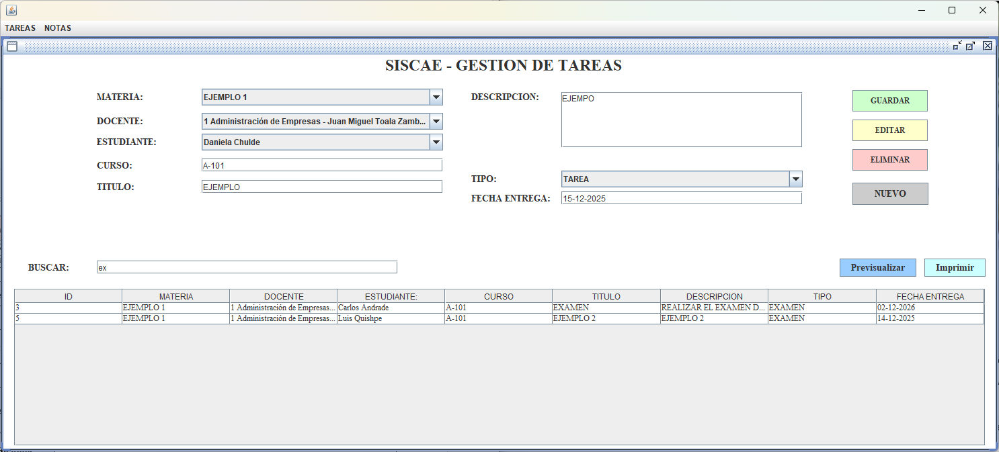 TAREAS NOTAS
SISCAE - GESTION DE TAREAS
MATERIA: EJEMPLO 1
DOCENTE: 1 Administración de Empresas - Juan Miguel Toala Zamb...
ESTUDIANTE: Daniela Chulde
CURSO: A-101
TITULO: EJEMPLO
DESCRIPCION: EJEMPO
TIPO: TAREA
FECHA ENTREGA: 15-12-2025
GUARDAR
EDITAR
ELIMINAR
NUEVO
BUSCAR: ex
Previsualizar Imprimir
ID MATERIA DOCENTE ESTUDIANTE: CURSO TITULO DESCRIPCION TIPO FECHA ENTREGA
3 EJEMPLO 1 1 Administración de Empresas... Carlos Andrade A-101 EXAMEN REALIZAR EL EXAMEN D... EXAMEN 02-12-2026
5 EJEMPLO 1 1 Administración de Empresas... Luis Quishpe A-101 EJEMPLO 2 EJEMPLO 2 EXAMEN 14-12-2025